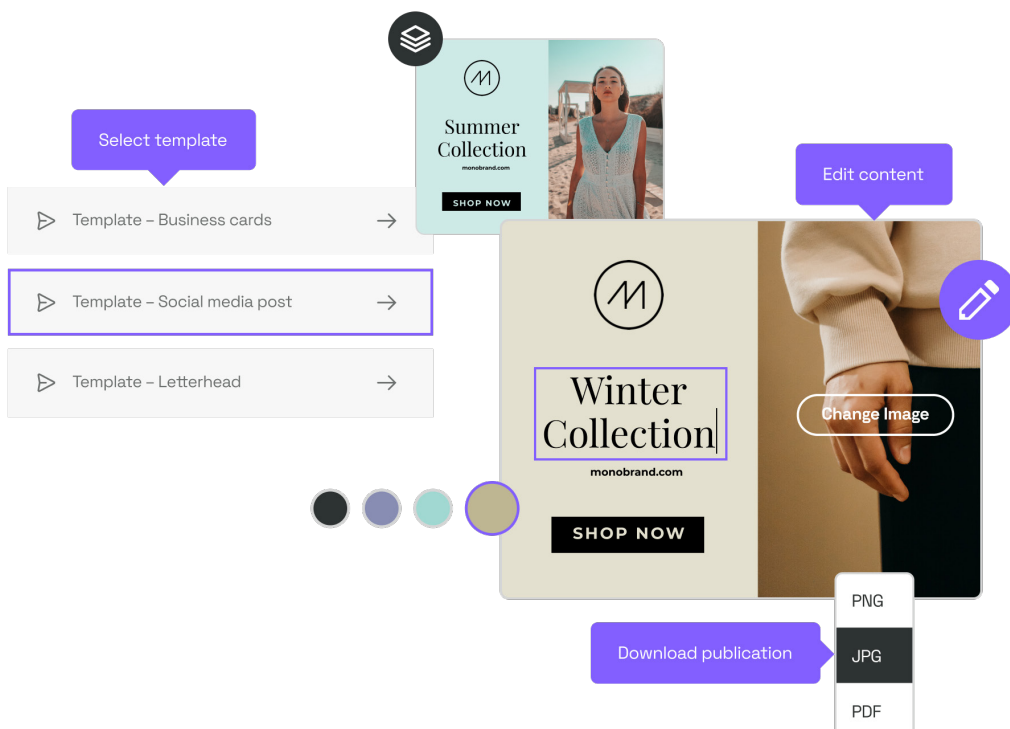 Select template
Template – Business cards
Template – Social media post
Template – Letterhead
Summer
Collection
monobrand.com
SHOP NOW
Edit content
Winter
Collection
monobrand.com
SHOP NOW
Change Image
Download publication
PNG
JPG
PDF